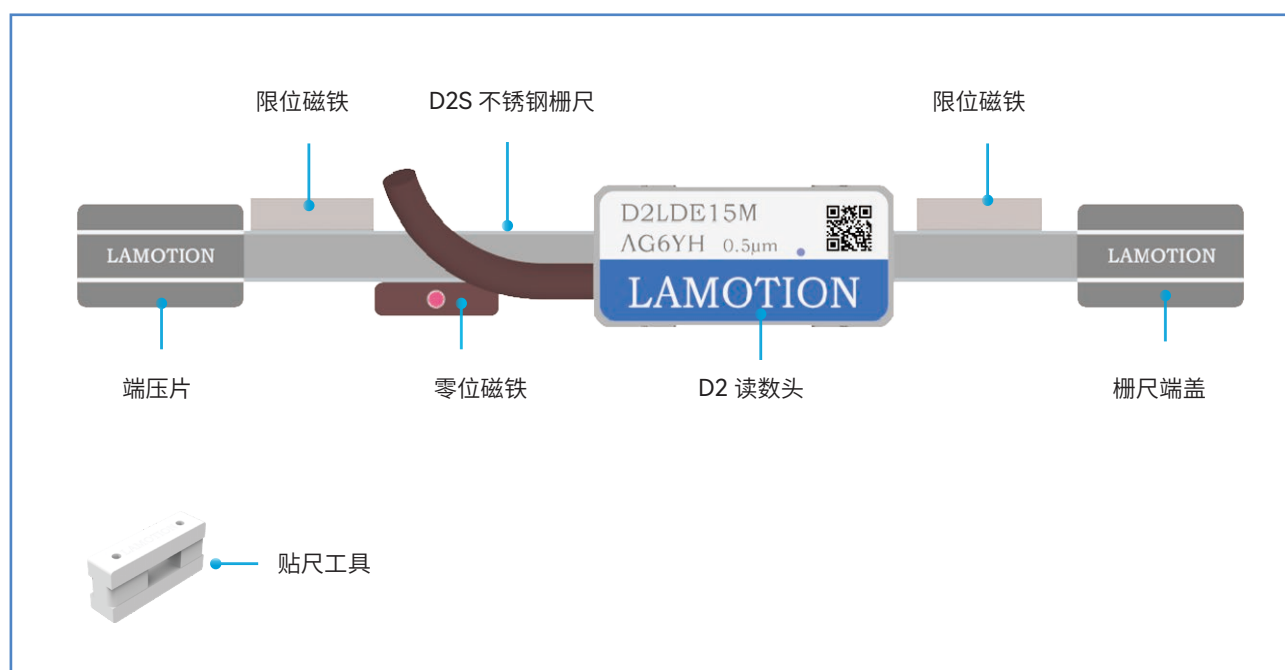 限位磁铁
D2S 不锈钢栅尺
限位磁铁
D2LDE15M
ΛG6YH 0.5μm
LAMOTION
LAMOTION
LAMOTION
端压片
零位磁铁
D2 读数头
栅尺端盖
贴尺工具